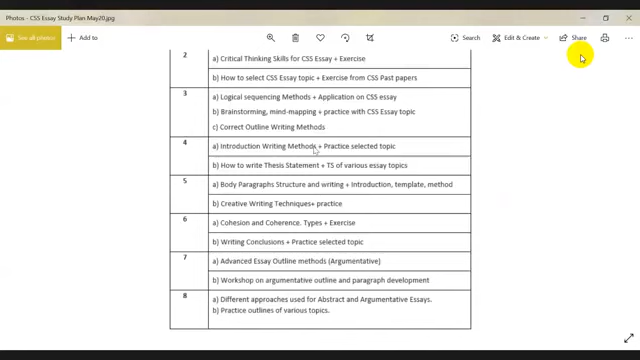 Photos - CSS Essay Study Plan May20.jpg
See all photos + Add to Search Edit & Create Share
2
a) Critical Thinking Skills for CSS Essay + Exercise
b) How to select CSS Essay topic + Exercise from CSS Past papers
3
a) Logical sequencing Methods + Application on CSS essay
b) Brainstorming, mind-mapping + practice with CSS Essay topic
c) Correct Outline Writing Methods
4
a) Introduction Writing Methods + Practice selected topic
b) How to write Thesis Statement + TS of various essay topics
5
a) Body Paragraphs Structure and writing + Introduction, template, method
b) Creative Writing Techniques+ practice
6
a) Cohesion and Coherence. Types + Exercise
b) Writing Conclusions + Practice selected topic
7
a) Advanced Essay Outline methods (Argumentative)
b) Workshop on argumentative outline and paragraph development
8
a) Different approaches used for Abstract and Argumentative Essays.
b) Practice outlines of various topics.